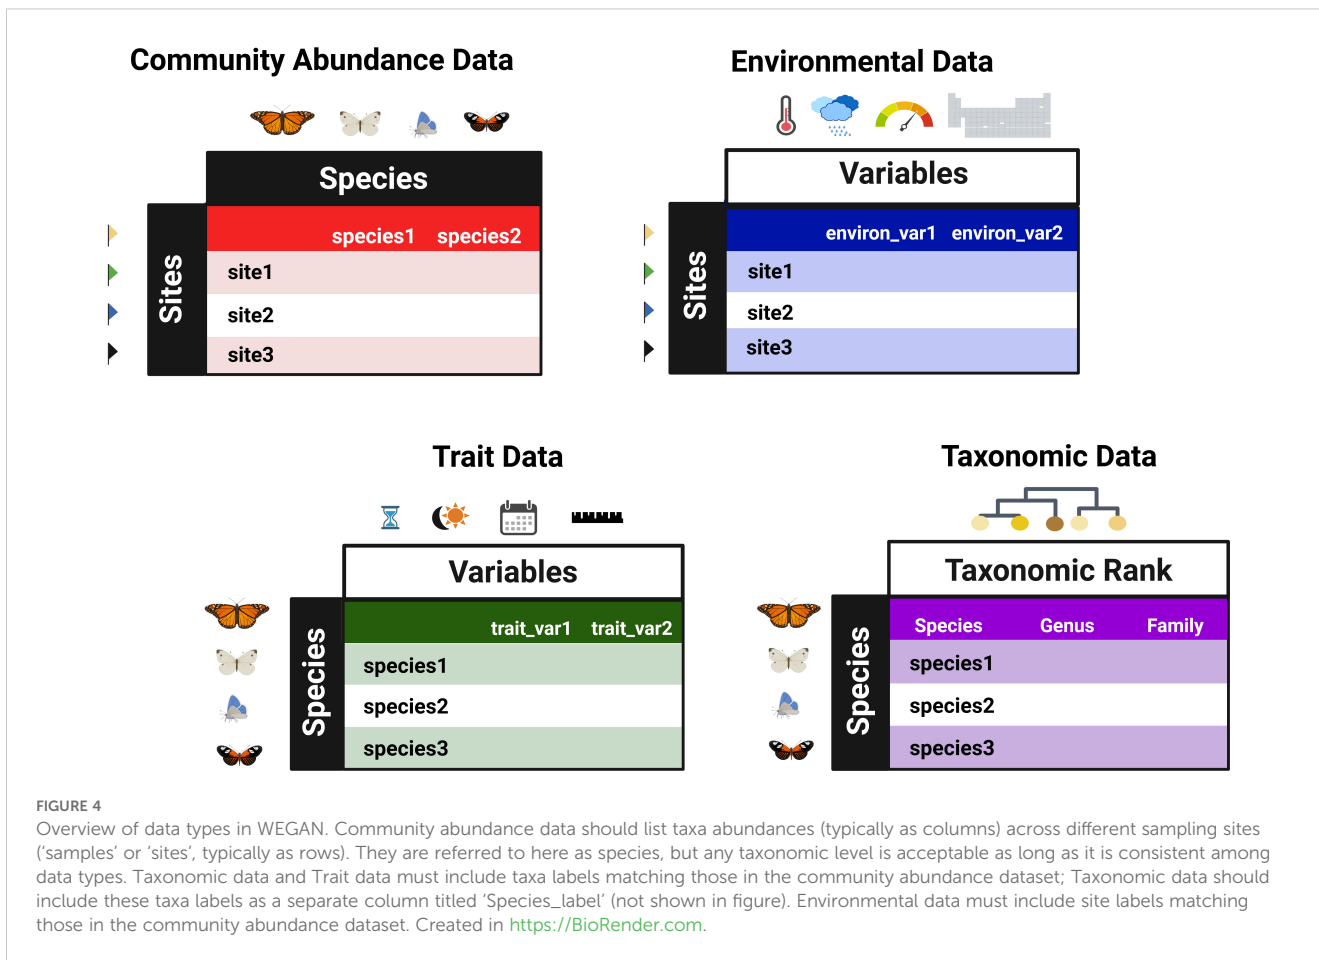 Community Abundance Data
Species
Sites
species1 species2
site1
site2
site3
Environmental Data
Variables
Sites
environ_var1 environ_var2
site1
site2
site3
Trait Data
Variables
Species
trait_var1 trait_var2
species1
species2
species3
Taxonomic Data
Taxonomic Rank
Species
Species Genus Family
species1
species2
species3
FIGURE 4
Overview of data types in WEGAN. Community abundance data should list taxa abundances (typically as columns) across different sampling sites
(‘samples’ or ‘sites’, typically as rows). They are referred to here as species, but any taxonomic level is acceptable as long as it is consistent among
data types. Taxonomic data and Trait data must include taxa labels matching those in the community abundance dataset; Taxonomic data should
include these taxa labels as a separate column titled ‘Species_label’ (not shown in figure). Environmental data must include site labels matching
those in the community abundance dataset. Created in https://BioRender.com.